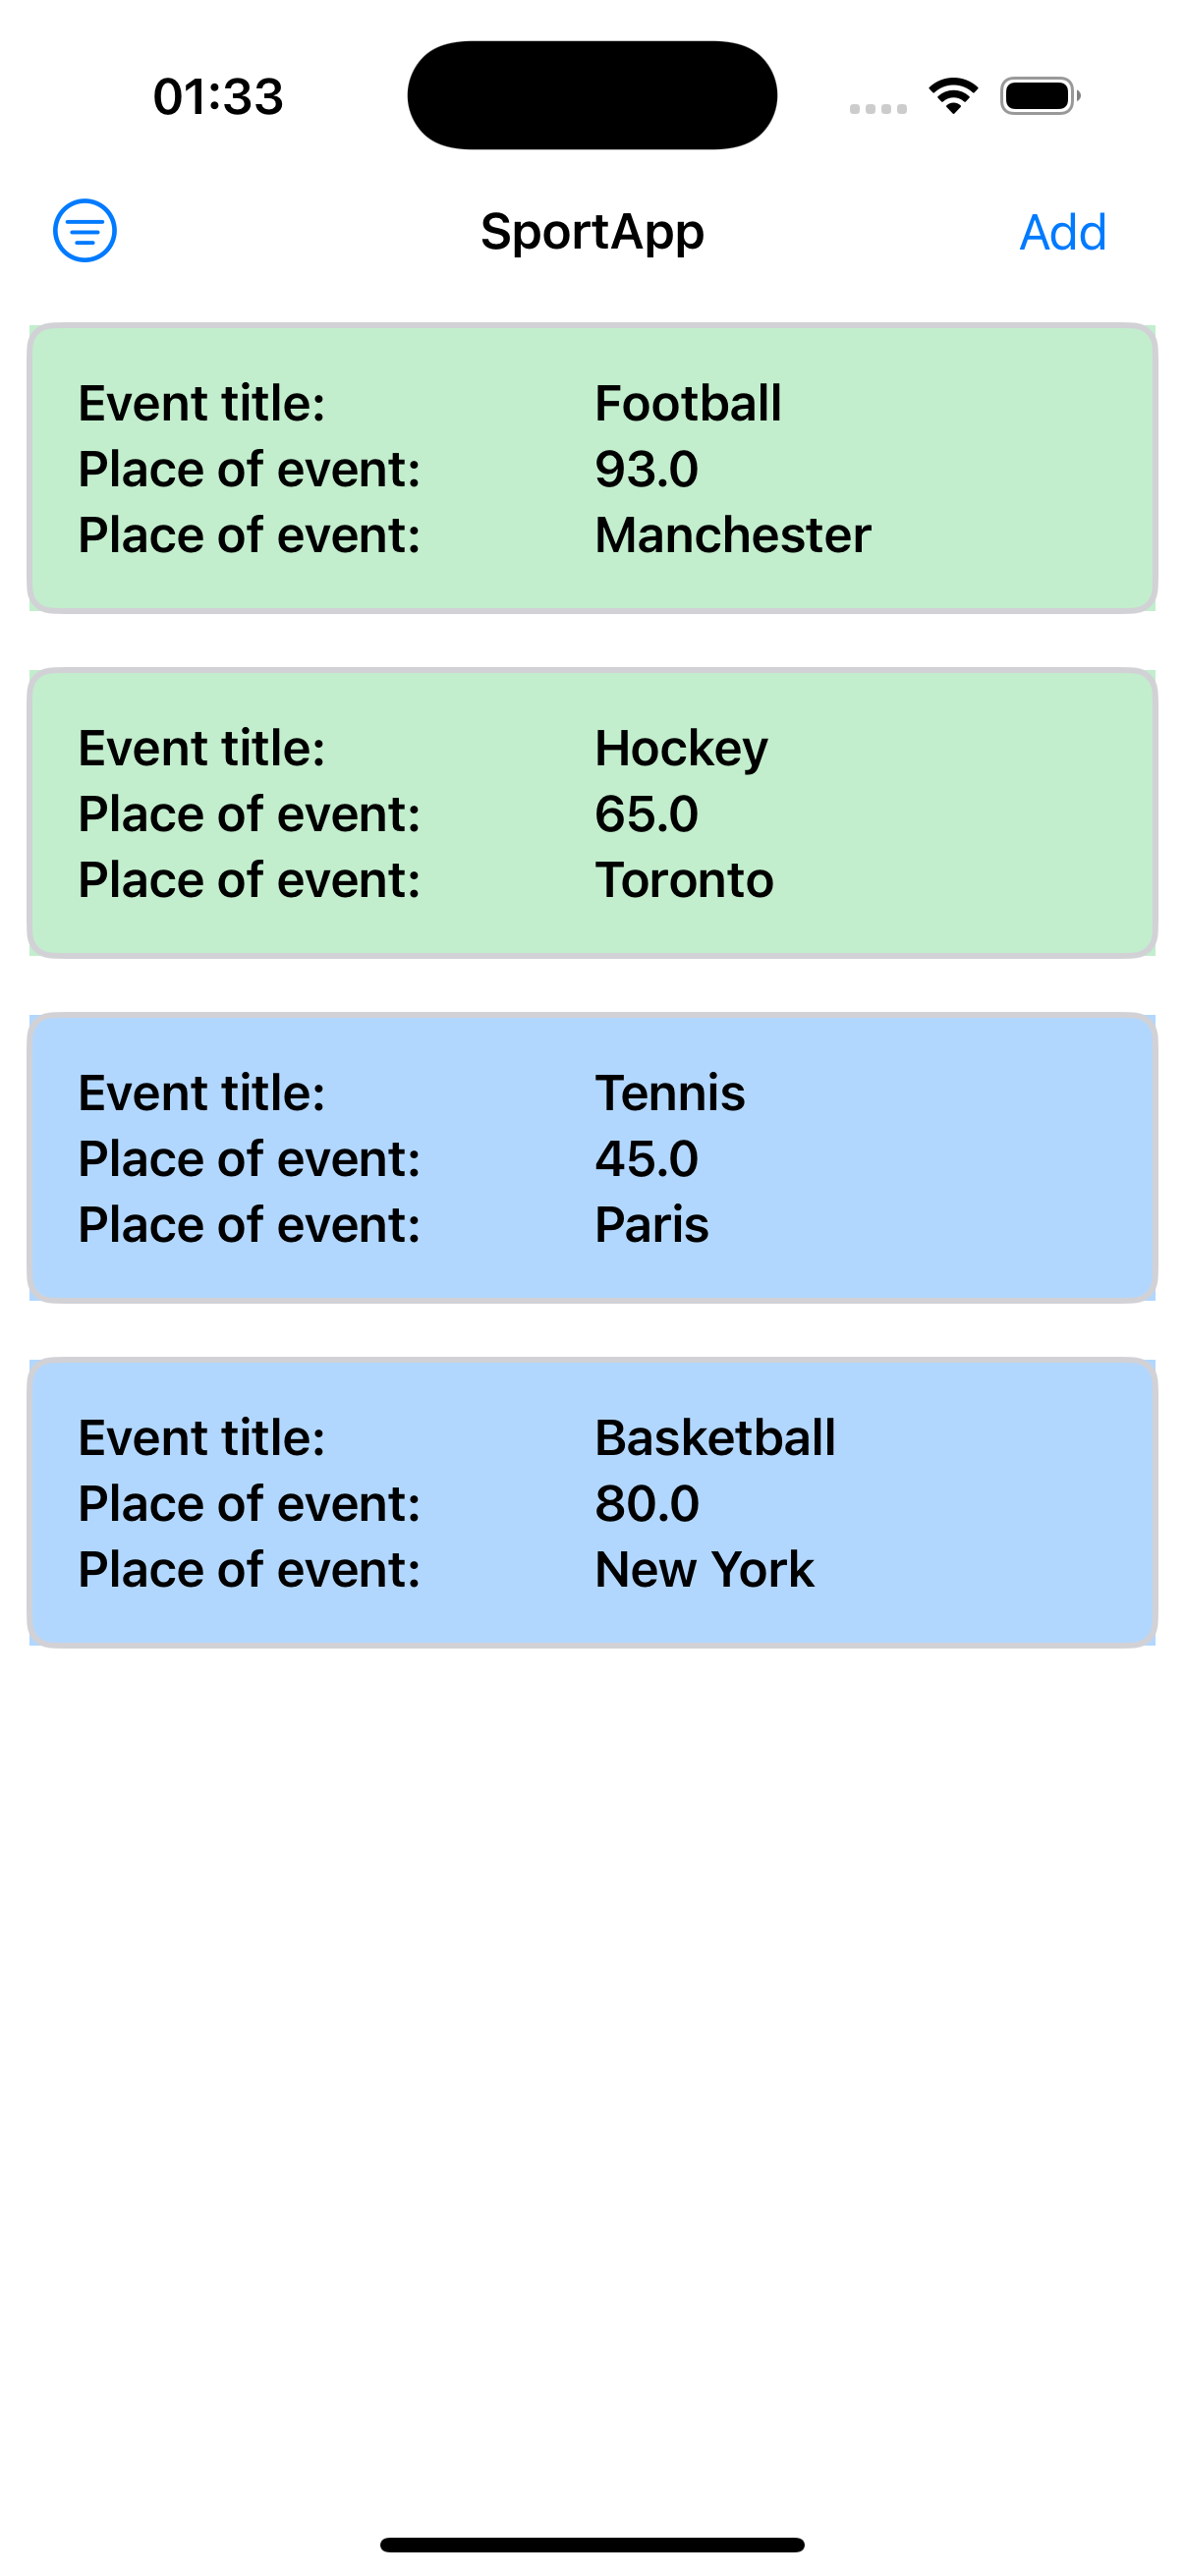 01:33
SportApp Add
Event title: Football
Place of event: 93.0
Place of event: Manchester
Event title: Hockey
Place of event: 65.0
Place of event: Toronto
Event title: Tennis
Place of event: 45.0
Place of event: Paris
Event title: Basketball
Place of event: 80.0
Place of event: New York